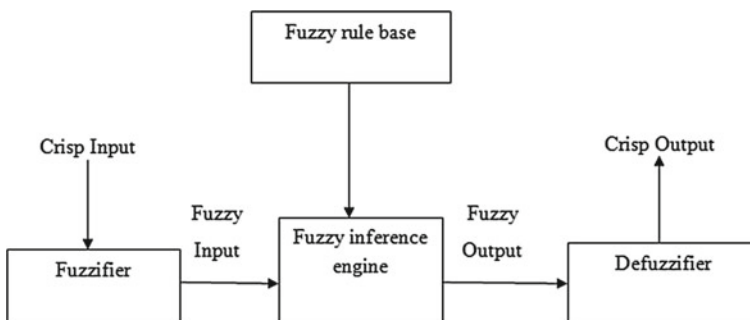 Fuzzy rule base
Crisp Input
Crisp Output
Fuzzy
Input
Fuzzy
Output
Fuzzifier
Fuzzy inference
engine
Defuzzifier